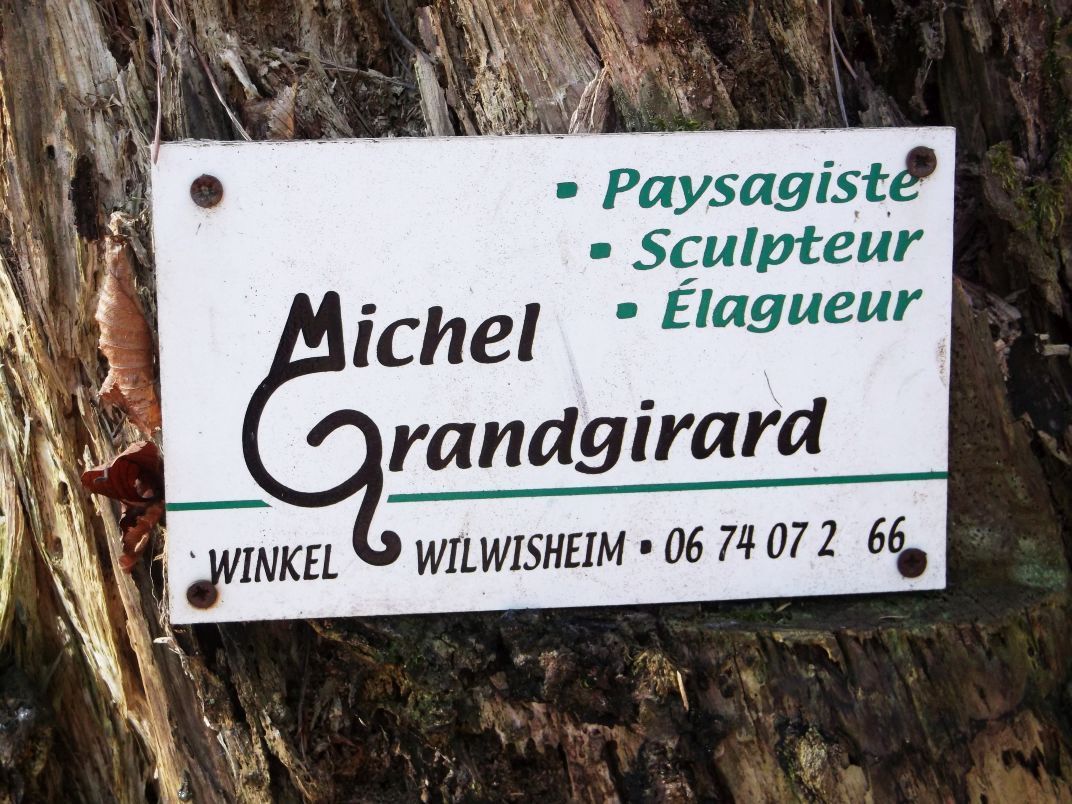 • Paysagiste
• Sculpteur
• Élagueur
Michel
Grandgirard
WINKEL WILWISHEIM • 06 74 07 2 66